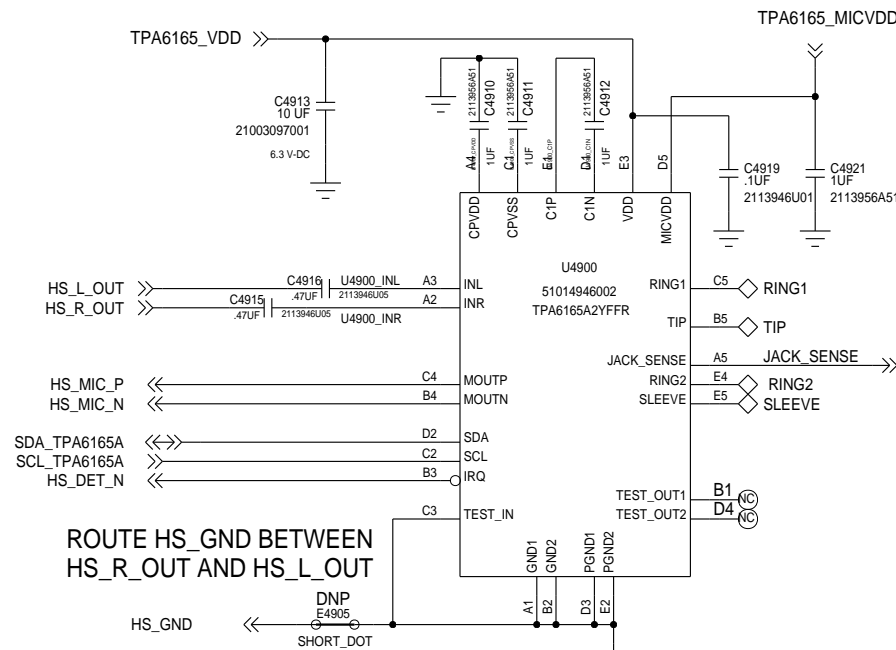 TPA6165_VDD
TPA6165_MICVDD
C4913
10 UF
21003097001
6.3 V-DC
2113956A51
C4910
1UF
2113956A51
C4911
1UF
2113956A51
C4912
1UF
A4
C1
E1
D1
E3
D5
C4919
.1UF
2113946U01
C4921
1UF
2113956A51
CPVDD
CPVSS
C1P
C1N
VDD
MICVDD
U4900
51014946002
TPA6165A2YFFR
HS_L_OUT
C4916
.47UF
U4900_INL
2113946U05
A3
INL
HS_R_OUT
C4915
.47UF
2113946U05
U4900_INR
A2
INR
RING1
C5
RING1
TIP
B5
TIP
JACK_SENSE
A5
JACK_SENSE
HS_MIC_P
C4
MOUTP
RING2
E4
RING2
HS_MIC_N
B4
MOUTN
SLEEVE
E5
SLEEVE
SDA_TPA6165A
D2
SDA
SCL_TPA6165A
C2
SCL
HS_DET_N
B3
IRQ
TEST_OUT1
B1
NC
TEST_OUT2
D4
NC
C3
TEST_IN
ROUTE HS_GND BETWEEN
HS_R_OUT AND HS_L_OUT
GND1
GND2
PGND1
PGND2
A1
B2
D3
E2
DNP
E4905
HS_GND
SHORT_DOT